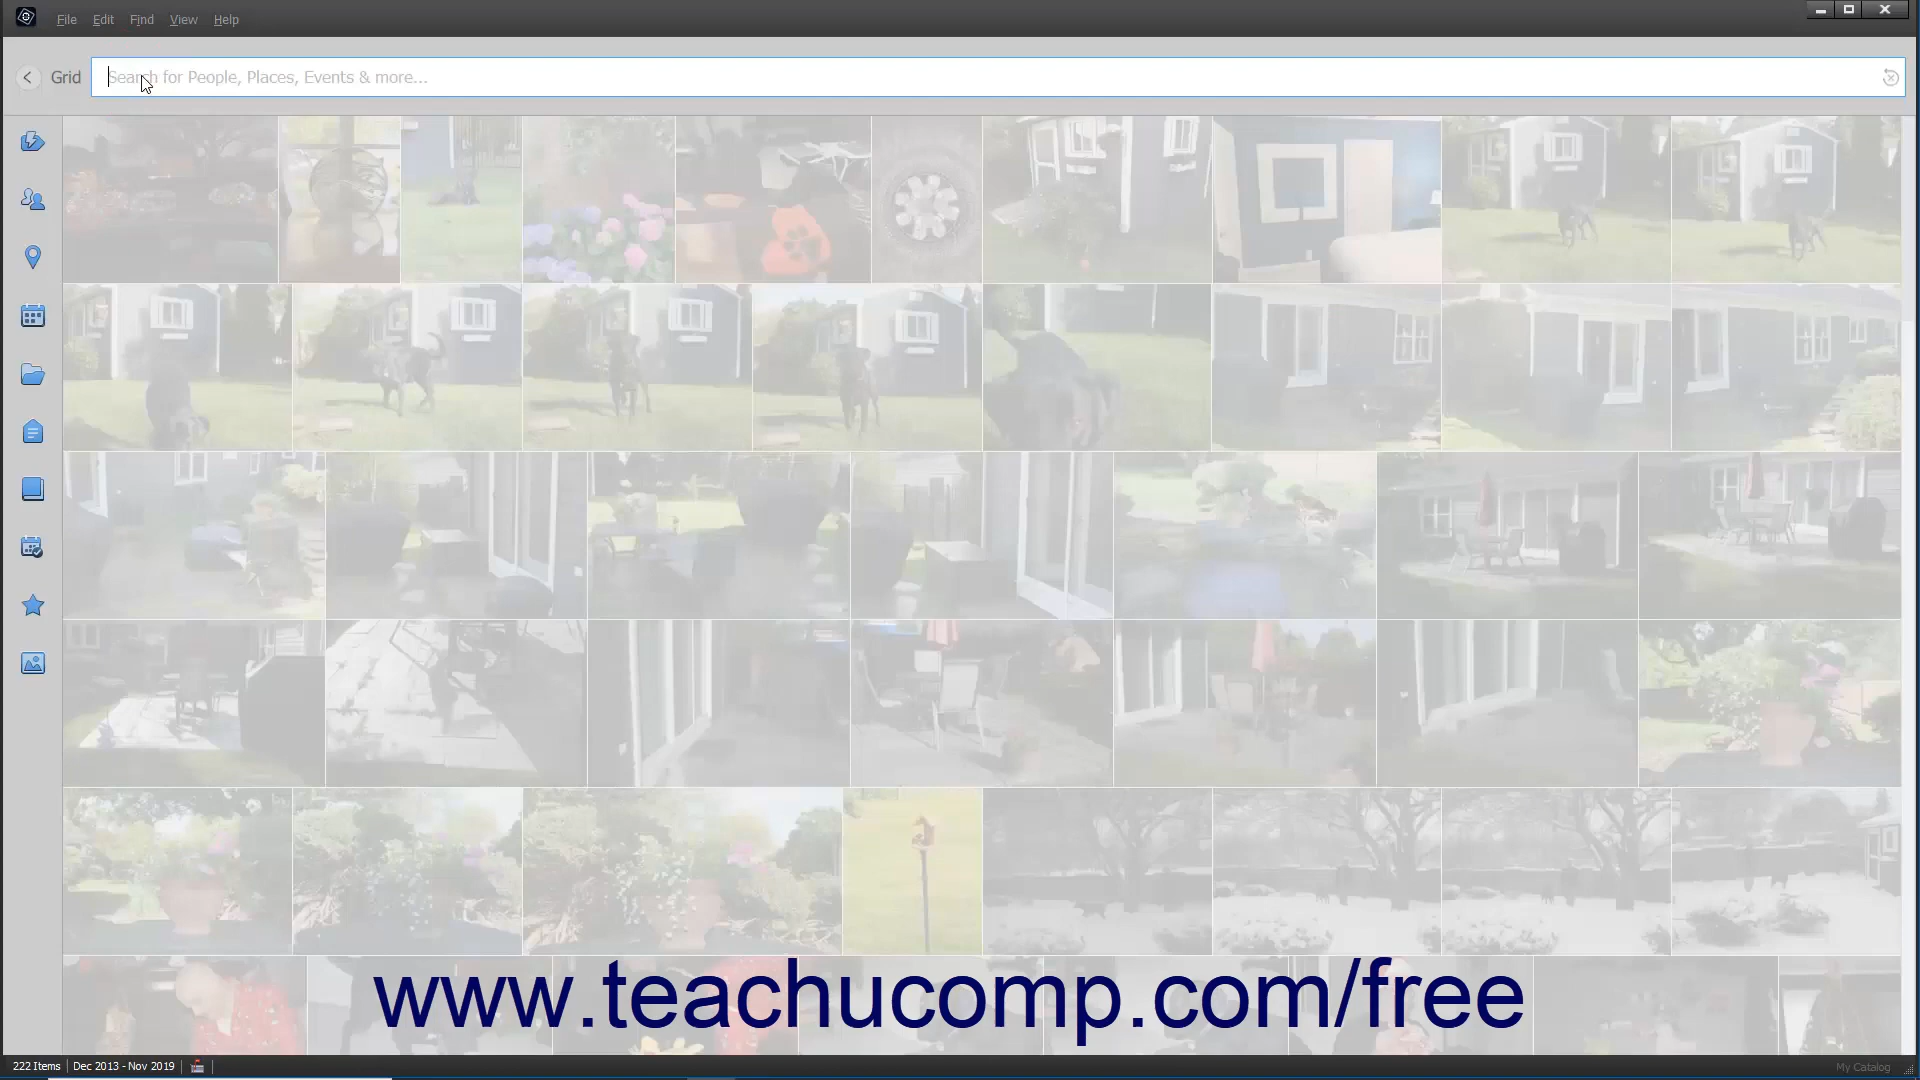 File Edit Find View Help
Grid Search for People, Places, Events & more...
www.teachucomp.com/free
222 Items Dec 2013 - Nov 2019 My Catalog